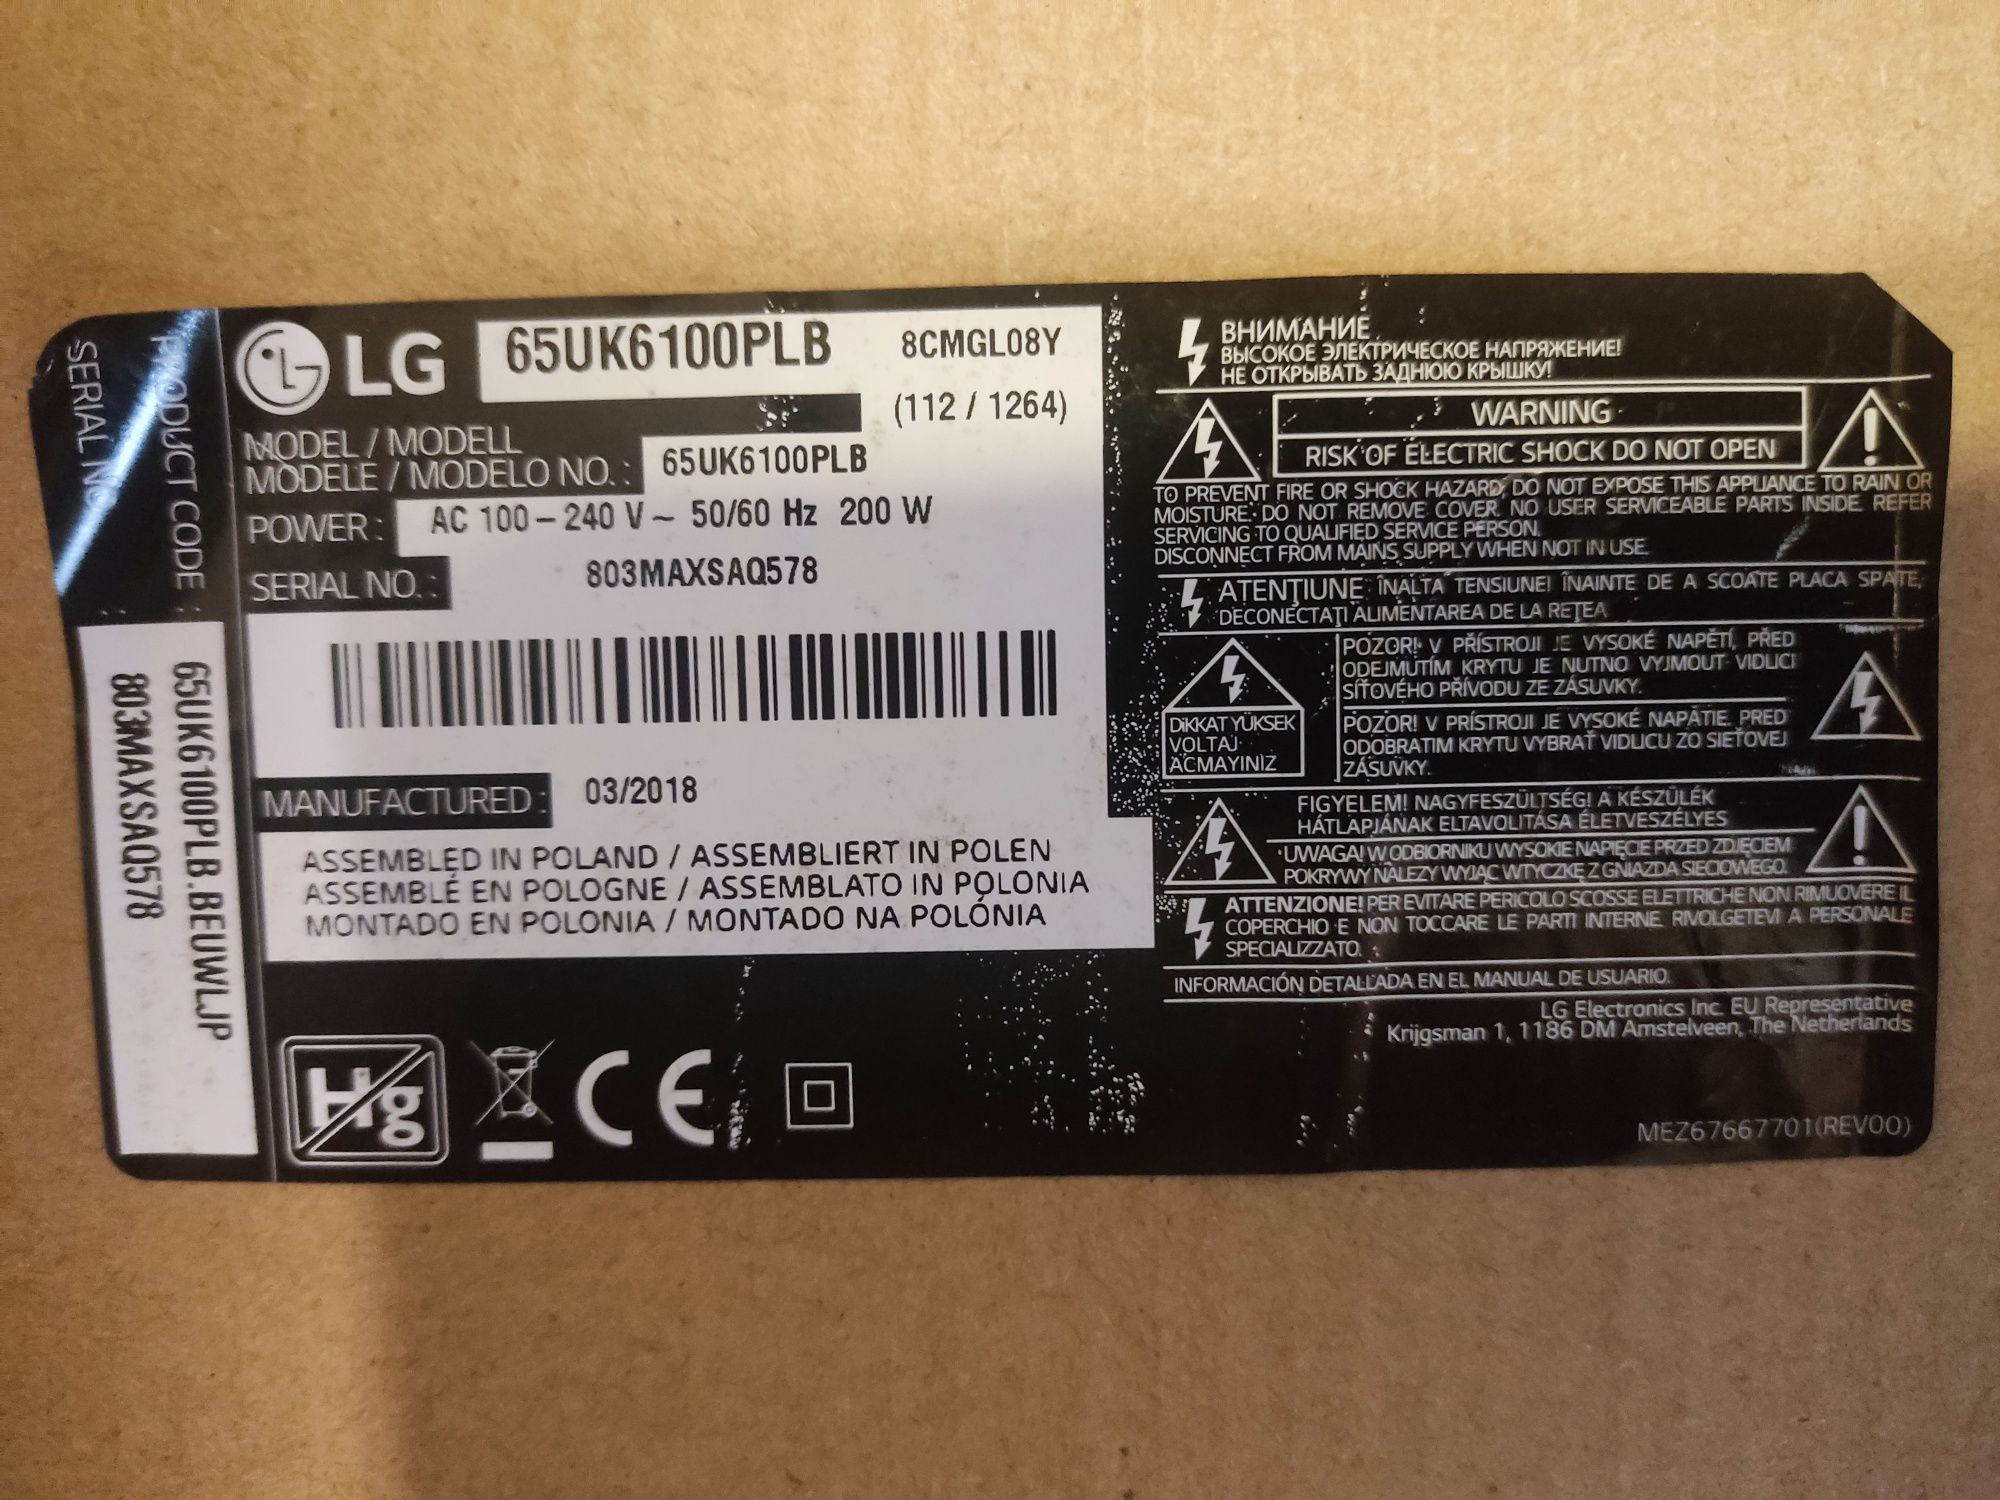 SERIAL NO
PRODUCT CODE :
65UK6100PLB.BEUWLJP
803MAXSAQ578
LG 65UK6100PLB 8CMGL08Y
(112 / 1264)
MODEL / MODELL
MODELE / MODELO NO. : 65UK6100PLB
POWER : AC 100 – 240 V ~ 50/60 Hz 200 W
SERIAL NO. : 803MAXSAQ578
MANUFACTURED : 03/2018
ASSEMBLED IN POLAND / ASSEMBLIERT IN POLEN
ASSEMBLÉ EN POLOGNE / ASSEMBLATO IN POLONIA
MONTADO EN POLONIA / MONTADO NA POLÓNIA
Hg
CE
ВНИМАНИЕ
ВЫСОКОЕ ЭЛЕКТРИЧЕСКОЕ НАПРЯЖЕНИЕ!
НЕ ОТКРЫВАТЬ ЗАДНЮЮ КРЫШКУ!
WARNING
RISK OF ELECTRIC SHOCK DO NOT OPEN
TO PREVENT FIRE OR SHOCK HAZARD, DO NOT EXPOSE THIS APPLIANCE TO RAIN OR
MOISTURE. DO NOT REMOVE COVER. NO USER SERVICEABLE PARTS INSIDE. REFER
SERVICING TO QUALIFIED SERVICE PERSON.
DISCONNECT FROM MAINS SUPPLY WHEN NOT IN USE.
ATENŢIUNE ÎNALTĂ TENSIUNE! ÎNAINTE DE A SCOATE PLACA SPATE,
DECONECTAŢI ALIMENTAREA DE LA REŢEA
DİKKAT YÜKSEK
VOLTAJ
ACMAYINIZ
POZOR! V PŘÍSTROJI JE VYSOKÉ NAPĚTÍ, PŘED
ODEJMUTÍM KRYTU JE NUTNO VYJMOUT VIDLICI
SÍŤOVÉHO PŘÍVODU ZE ZÁSUVKY.
POZOR! V PRÍSTROJI JE VYSOKÉ NAPÄTIE. PRED
ODOBRATIM KRYTU VYBRAŤ VIDLICU ZO SIEŤOVEJ
ZÁSUVKY.
FIGYELEM! NAGYFESZÜLTSÉG! A KÉSZÜLÉK
HÁTLAPJÁNAK ELTAVOLITÁSA ÉLETVESZÉLYES
UWAGA! W ODBIORNIKU WYSOKIE NAPIĘCIE PRZED ZDJĘCIEM
POKRYWY NALEŻY WYJĄĆ WTYCZKĘ Z GNIAZDA SIECIOWEGO.
ATTENZIONE! PER EVITARE PERICOLO SCOSSE ELETTRICHE NON RIMUOVERE IL
COPERCHIO E NON TOCCARE LE PARTI INTERNE. RIVOLGETEVI A PERSONALE
SPECIALIZZATO.
INFORMACIÓN DETALLADA EN EL MANUAL DE USUARIO.
LG Electronics Inc. EU Representative
Krijgsman 1, 1186 DM Amstelveen, The Netherlands
MEZ67667701(REV00)